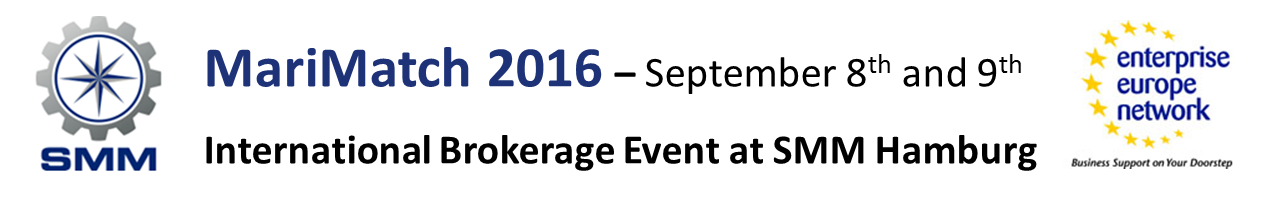 SMM
MariMatch 2016 – September 8th and 9th
International Brokerage Event at SMM Hamburg
enterprise
europe
network
Business Support on Your Doorstep